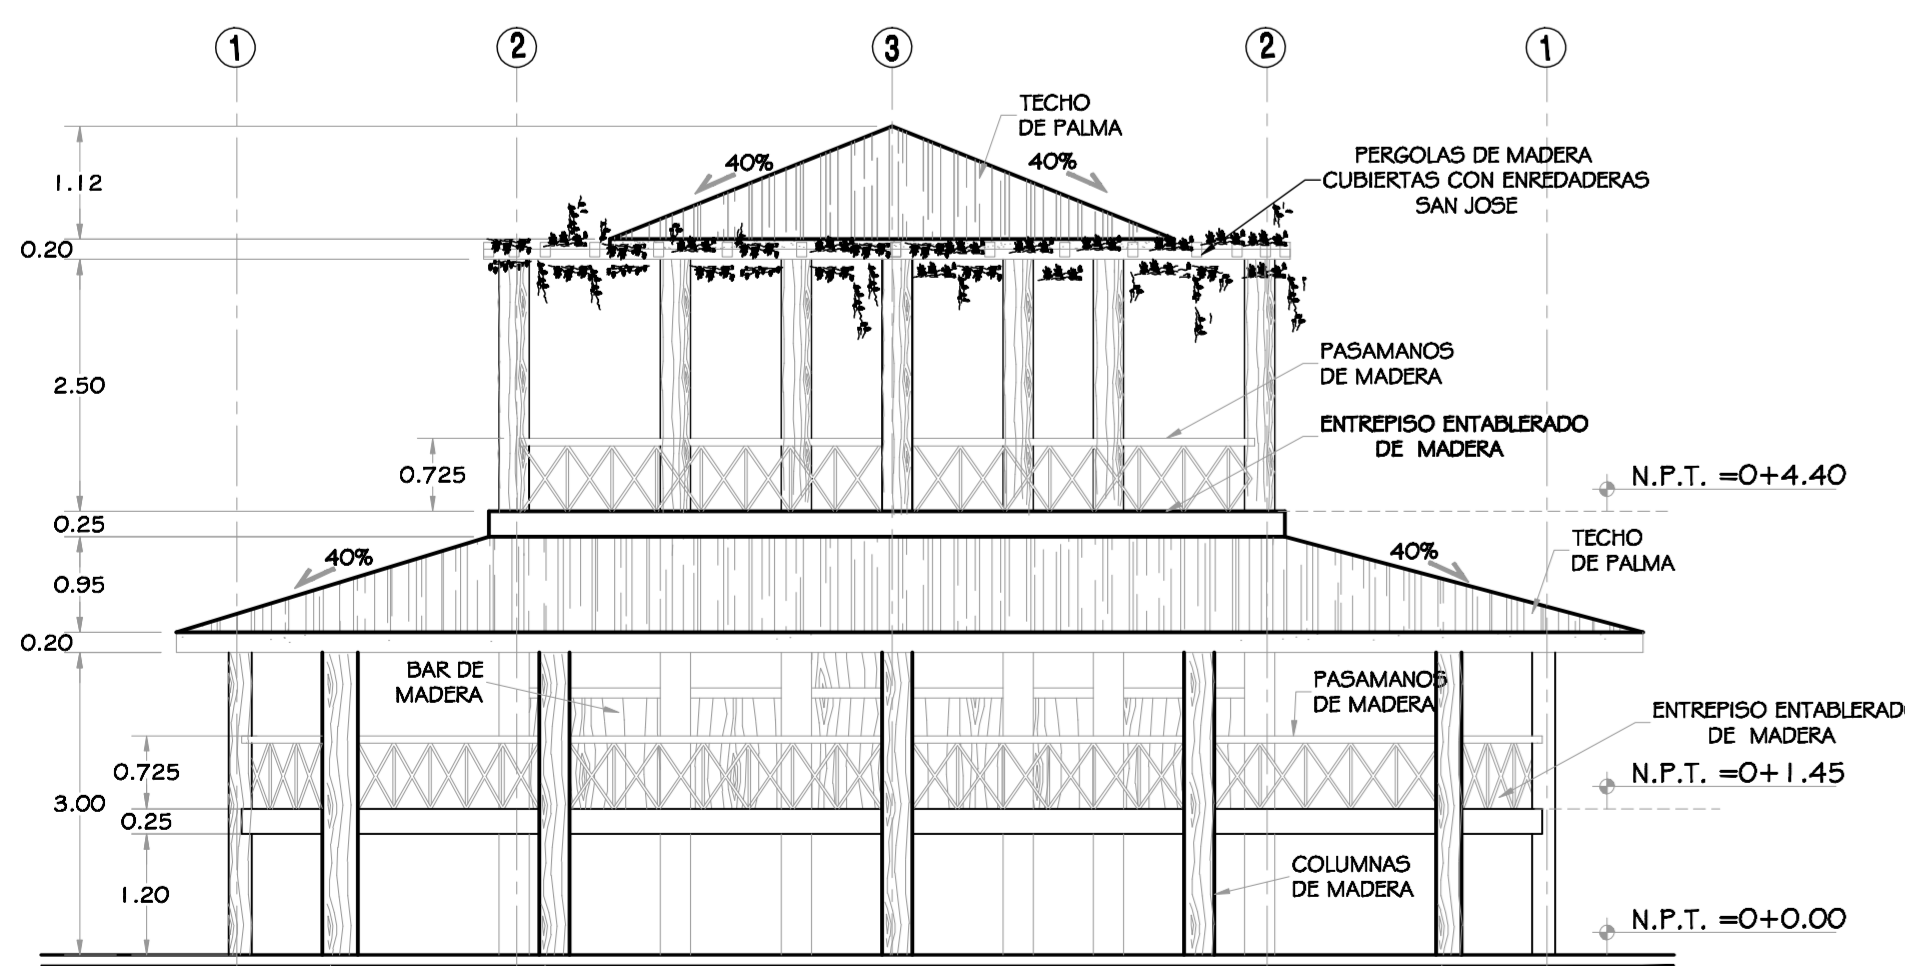 1 2 3 2 1
TECHO
DE PALMA
40% 40%
PERGOLAS DE MADERA
CUBIERTAS CON ENREDADERAS
SAN JOSE
1.12
0.20
2.50
PASAMANOS
DE MADERA
ENTREPISO ENTABLERADO
DE MADERA
0.725
N.P.T. =0+4.40
0.25
40% 40%
TECHO
DE PALMA
0.95
0.20
BAR DE
MADERA
PASAMANOS
DE MADERA
ENTREPISO ENTABLERADO
DE MADERA
0.725
N.P.T. =0+1.45
3.00
0.25
COLUMNAS
DE MADERA
1.20
N.P.T. =0+0.00